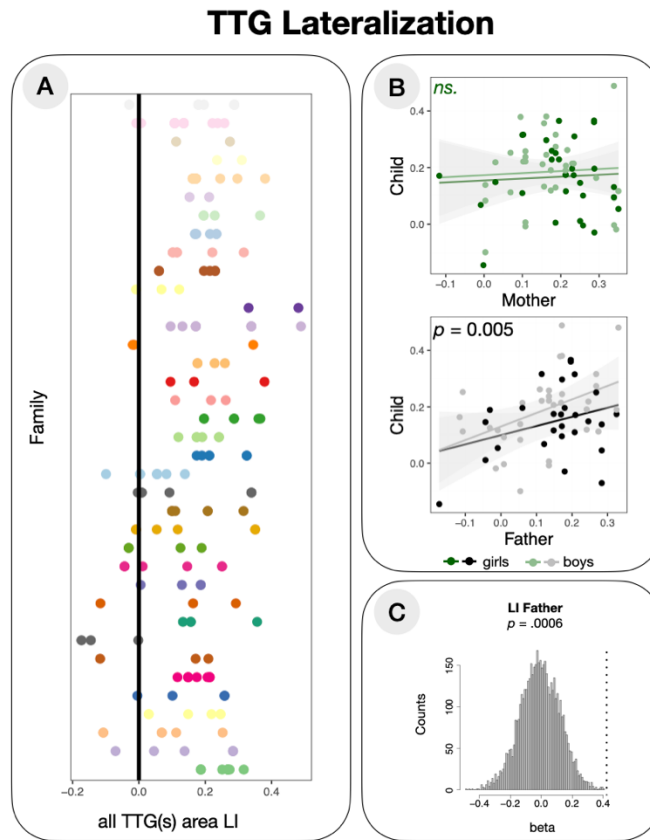 TTG Lateralization
A
Family
−0.2 0.0 0.2 0.4
all TTG(s) area LI
B
ns.
0.4
0.2
0.0
Child
−0.1 0.0 0.1 0.2 0.3
Mother
p = 0.005
0.4
0.2
0.0
Child
−0.1 0.0 0.1 0.2 0.3
Father
girls boys
C
LI Father
p = .0006
150
100
50
0
Counts
−0.4 −0.2 0.0 0.2 0.4
beta